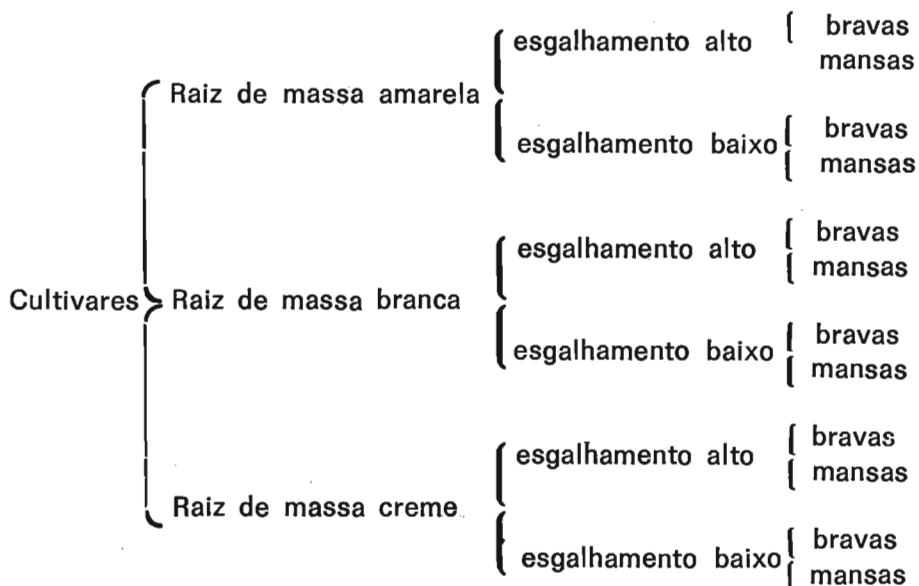 esgalhamento alto bravas
mansas
Raiz de massa amarela
esgalhamento baixo bravas
mansas
esgalhamento alto bravas
mansas
Cultivares Raiz de massa branca
esgalhamento baixo bravas
mansas
esgalhamento alto bravas
mansas
Raiz de massa creme
esgalhamento baixo bravas
mansas